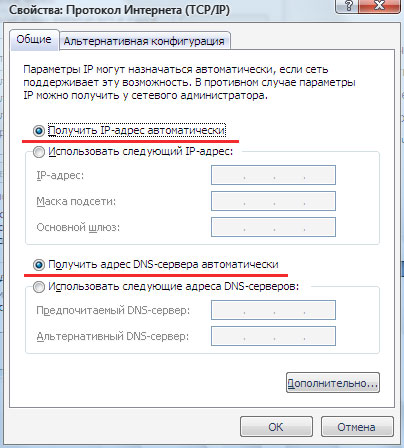 Свойства: Протокол Интернета (TCP/IP)
Общие
Альтернативная конфигурация
Параметры IP могут назначаться автоматически, если сеть
поддерживает эту возможность. В противном случае параметры
IP можно получить у сетевого администратора.
Получить IP-адрес автоматически
Использовать следующий IP-адрес:
IP-адрес:
Маска подсети:
Основной шлюз:
Получить адрес DNS-сервера автоматически
Использовать следующие адреса DNS-серверов:
Предпочитаемый DNS-сервер:
Альтернативный DNS-сервер:
Дополнительно...
ОК
Отмена